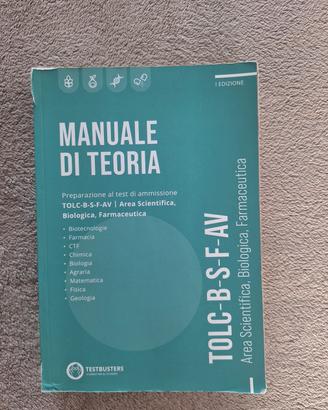 I EDIZIONE
MANUALE
DI TEORIA
Preparazione al test di ammissione
TOLC-B-S-F-AV | Area Scientifica,
Biologica, Farmaceutica
• Biotecnologie
• Farmacia
• CTF
• Chimica
• Biologia
• Agraria
• Matematica
• Fisica
• Geologia
TOLC-B-S-F-AV
Area Scientifica, Biologica, Farmaceutica
TESTBUSTERS